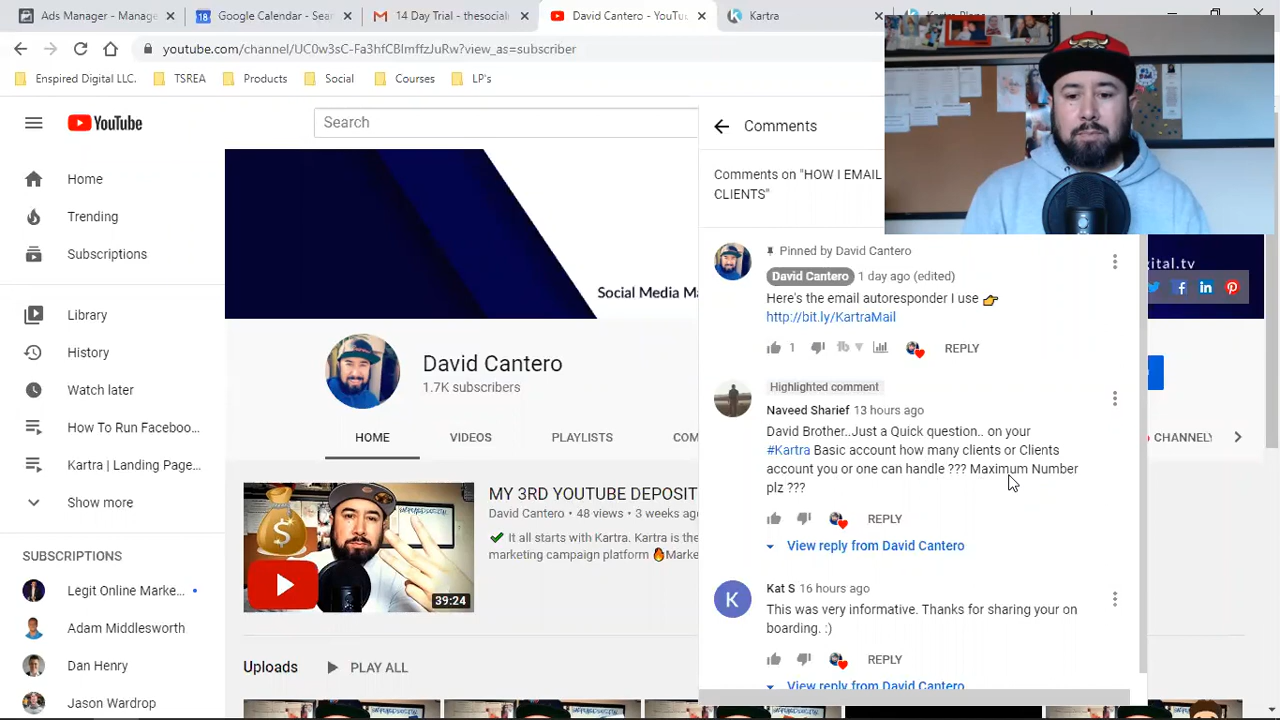 Ads - Ads Manage
Google Calendar
14 Day Trial - thesocial
David Cantero - YouTu
Kartra
youtube.com/channel/
?view_as=subscriber
Enspired Digital LLC.
TSREA
Projects
Social
Courses
LP's
YouTube
Search
Home
Trending
Subscriptions
Library
History
Watch later
How To Run Faceboo...
Kartra | Landing Page...
Show more
SUBSCRIPTIONS
Legit Online Marke...
Adam Middlesworth
Dan Henry
Jason Wardrop
Social Media Ma
gital.tv
David Cantero
1.7K subscribers
HOME
VIDEOS
PLAYLISTS
COM
CHANNELS
MY 3RD YOUTUBE DEPOSIT
David Cantero • 48 views • 3 weeks ago
It all starts with Kartra. Kartra is the
marketing campaign platform 🔥Marke
39:24
Uploads
PLAY ALL
Comments
Comments on "HOW I EMAIL
CLIENTS"
Pinned by David Cantero
David Cantero 1 day ago (edited)
Here's the email autoresponder I use 👉
http://bit.ly/KartraMail
1
REPLY
Highlighted comment
Naveed Sharief 13 hours ago
David Brother..Just a Quick question.. on your
#Kartra Basic account how many clients or Clients
account you or one can handle ??? Maximum Number
plz ???
REPLY
View reply from David Cantero
K
Kat S 16 hours ago
This was very informative. Thanks for sharing your on
boarding. :)
REPLY
View reply from David Cantero